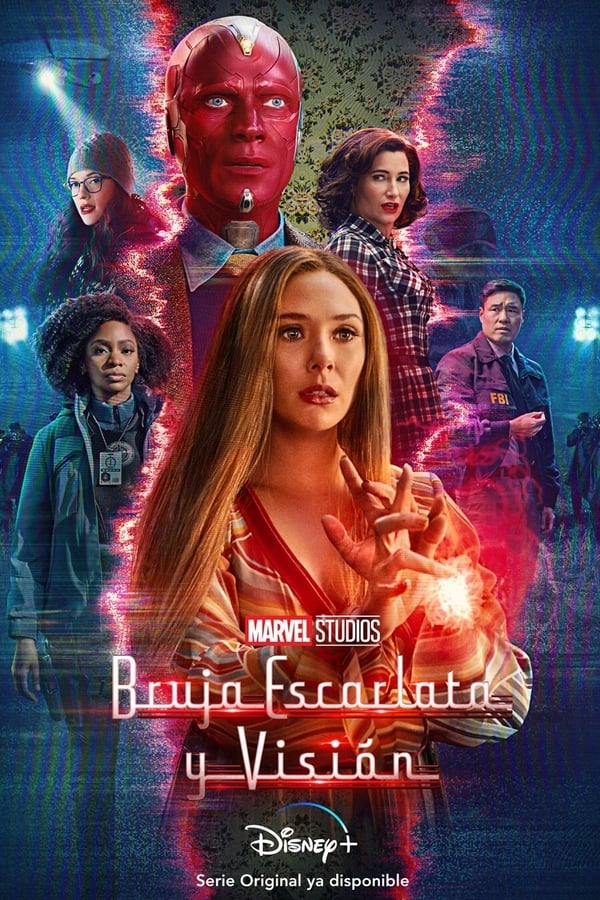 FBI
MARVEL STUDIOS
Bruja Escarlata
y Visión
Disney+
Serie Original ya disponible